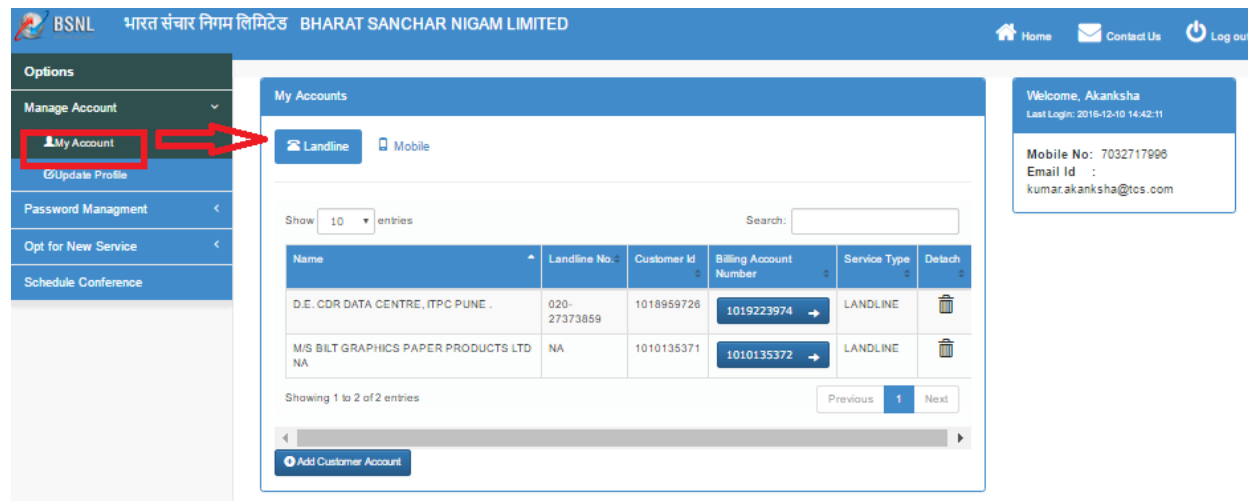 BSNL भारत संचार निगम लिमिटेड BHARAT SANCHAR NIGAM LIMITED
Home Contact Us Log out
Options
Manage Account
My Account
Update Profile
Password Managment
Opt for New Service
Schedule Conference
My Accounts
Landline Mobile
Show 10 entries Search:
Name Landline No. Customer Id Billing Account Number Service Type Detach
D.E. CDR DATA CENTRE, ITPC PUNE . 020-27373859 1018959726 1019223974 LANDLINE
M/S BILT GRAPHICS PAPER PRODUCTS LTD NA NA 1010135371 1010135372 LANDLINE
Showing 1 to 2 of 2 entries Previous 1 Next
Add Customer Account
Welcome, Akanksha
Last Login: 2016-12-10 14:42:11
Mobile No: 7032717996
Email Id :
kumar.akanksha@tcs.com